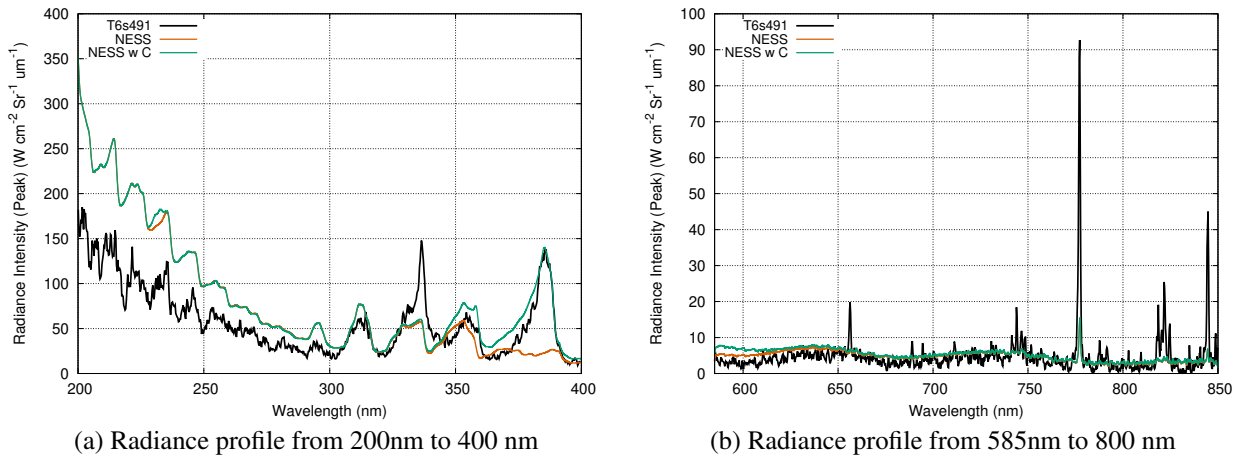 400
350
300
250
200
150
100
50
0
200
250
300
350
400
Radiance Intensity (Peak) (W cm⁻² Sr⁻¹ um⁻¹)
Wavelength (nm)
T6s491
NESS
NESS w C
(a) Radiance profile from 200nm to 400 nm
100
90
80
70
60
50
40
30
20
10
0
600
650
700
750
800
850
Radiance Intensity (Peak) (W cm⁻² Sr⁻¹ um⁻¹)
Wavelength (nm)
T6s491
NESS
NESS w C
(b) Radiance profile from 585nm to 800 nm